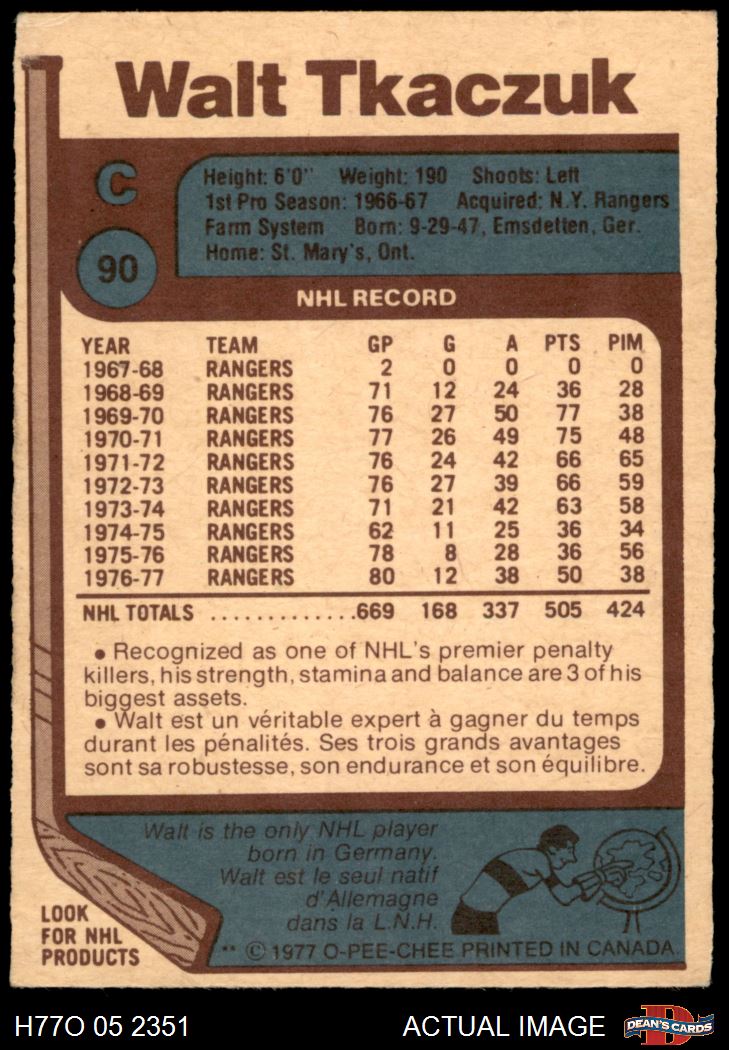 Walt Tkaczuk
C
Height: 6'0" Weight: 190 Shoots: Left
1st Pro Season: 1966-67 Acquired: N.Y. Rangers
Farm System Born: 9-29-47, Emsdetten, Ger.
Home: St. Mary's, Ont.
90
NHL RECORD
YEAR TEAM GP G A PTS PIM
1967-68 RANGERS 2 0 0 0 0
1968-69 RANGERS 71 12 24 36 28
1969-70 RANGERS 76 27 50 77 38
1970-71 RANGERS 77 26 49 75 48
1971-72 RANGERS 76 24 42 66 65
1972-73 RANGERS 76 27 39 66 59
1973-74 RANGERS 71 21 42 63 58
1974-75 RANGERS 62 11 25 36 34
1975-76 RANGERS 78 8 28 36 56
1976-77 RANGERS 80 12 38 50 38
NHL TOTALS ............669 168 337 505 424
• Recognized as one of NHL's premier penalty
killers, his strength, stamina and balance are 3 of his
biggest assets.
• Walt est un véritable expert à gagner du temps
durant les pénalités. Ses trois grands avantages
sont sa robustesse, son endurance et son équilibre.
Walt is the only NHL player
born in Germany.
Walt est le seul natif
d'Allemagne
dans la L.N.H.
LOOK
FOR NHL
PRODUCTS
** © 1977 O-PEE-CHEE PRINTED IN CANADA.
H77O 05 2351 ACTUAL IMAGE
D
DEAN'S CARDS